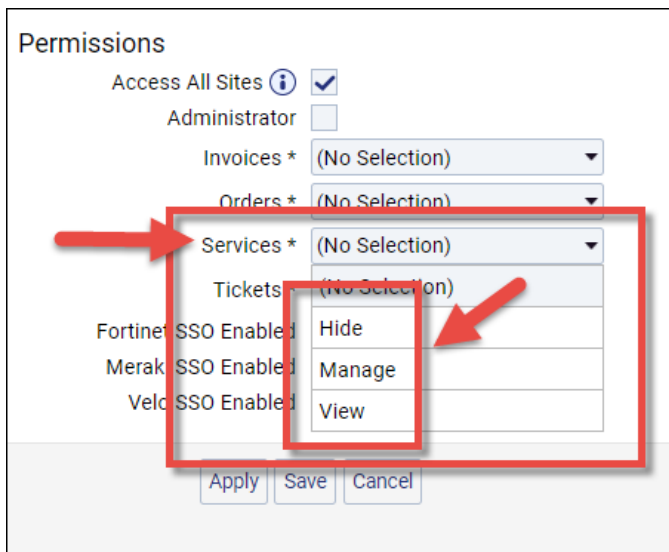 Permissions
Access All Sites
Administrator
Invoices * (No Selection)
Orders * (No Selection)
Services * (No Selection)
Tickets * (No Selection)
Fortinet SSO Enabled Hide
Meraki SSO Enabled Manage
Velo SSO Enabled View
Apply Save Cancel